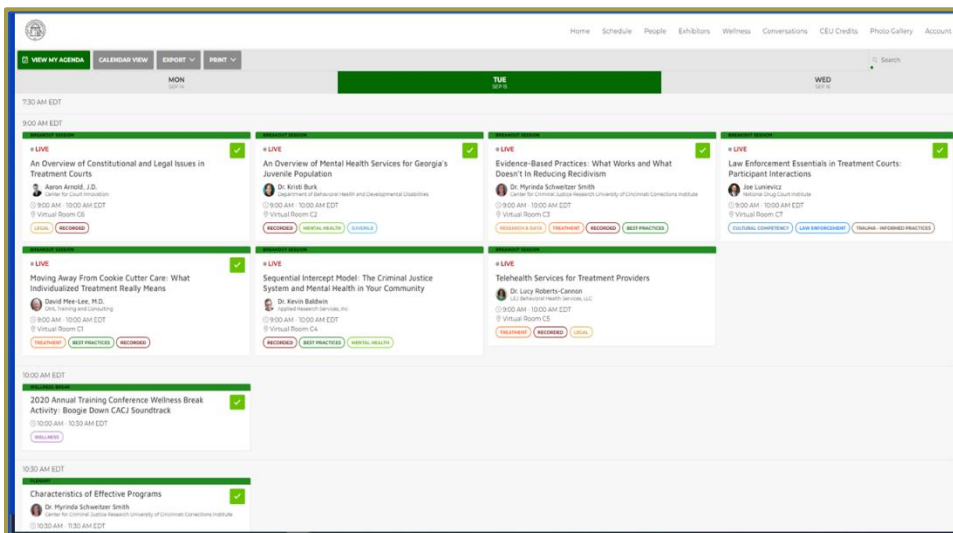 Home Schedule People Exhibitors Wellness Conversations CEU Credits Photo Gallery Account
VIEW MY AGENDA CALENDAR VIEW EXPORT PRINT Search
MON TUE WED
SEP 14 SEP 15 SEP 16
7:30 AM EDT
9:00 AM EDT
BREAKOUT SESSION
LIVE
An Overview of Constitutional and Legal Issues in
Treatment Courts
Aaron Arnold, J.D.
Center for Court Innovation
9:00 AM - 10:00 AM EDT
Virtual Room C6
LEGAL RECORDED
BREAKOUT SESSION
LIVE
An Overview of Mental Health Services for Georgia's
Juvenile Population
Dr. Kristi Burk
Department of Behavioral Health and Developmental Disabilities
9:00 AM - 10:00 AM EDT
Virtual Room C2
RECORDED MENTAL HEALTH JUVENILE
BREAKOUT SESSION
LIVE
Evidence-Based Practices: What Works and What
Doesn't In Reducing Recidivism
Dr. Myrinda Schweitzer Smith
Center for Criminal Justice Research University of Cincinnati Corrections Institute
9:00 AM - 10:00 AM EDT
Virtual Room C3
RESEARCH & DATA TREATMENT RECORDED BEST PRACTICES
BREAKOUT SESSION
LIVE
Law Enforcement Essentials in Treatment Courts:
Participant Interactions
Joe Lunievicz
National Drug Court Institute
9:00 AM - 10:00 AM EDT
Virtual Room C7
CULTURAL COMPETENCY LAW ENFORCEMENT TRAUMA - INFORMED PRACTICES
BREAKOUT SESSION
LIVE
Moving Away From Cookie Cutter Care: What
Individualized Treatment Really Means
David Mee-Lee, M.D.
DML Training and Consulting
9:00 AM - 10:00 AM EDT
Virtual Room C1
TREATMENT BEST PRACTICES RECORDED
BREAKOUT SESSION
LIVE
Sequential Intercept Model: The Criminal Justice
System and Mental Health in Your Community
Dr. Kevin Baldwin
Applied Research Services, Inc
9:00 AM - 10:00 AM EDT
Virtual Room C4
RECORDED BEST PRACTICES MENTAL HEALTH
BREAKOUT SESSION
LIVE
Telehealth Services for Treatment Providers
Dr. Lucy Roberts-Cannon
LEJ Behavioral Health Services, LLC
9:00 AM - 10:00 AM EDT
Virtual Room C5
TREATMENT RECORDED LEGAL
10:00 AM EDT
WELLNESS BREAK
2020 Annual Training Conference Wellness Break
Activity: Boogie Down CACJ Soundtrack
10:00 AM - 10:30 AM EDT
WELLNESS
10:30 AM EDT
PLENARY
Characteristics of Effective Programs
Dr. Myrinda Schweitzer Smith
Center for Criminal Justice Research University of Cincinnati Corrections Institute
10:30 AM - 11:30 AM EDT